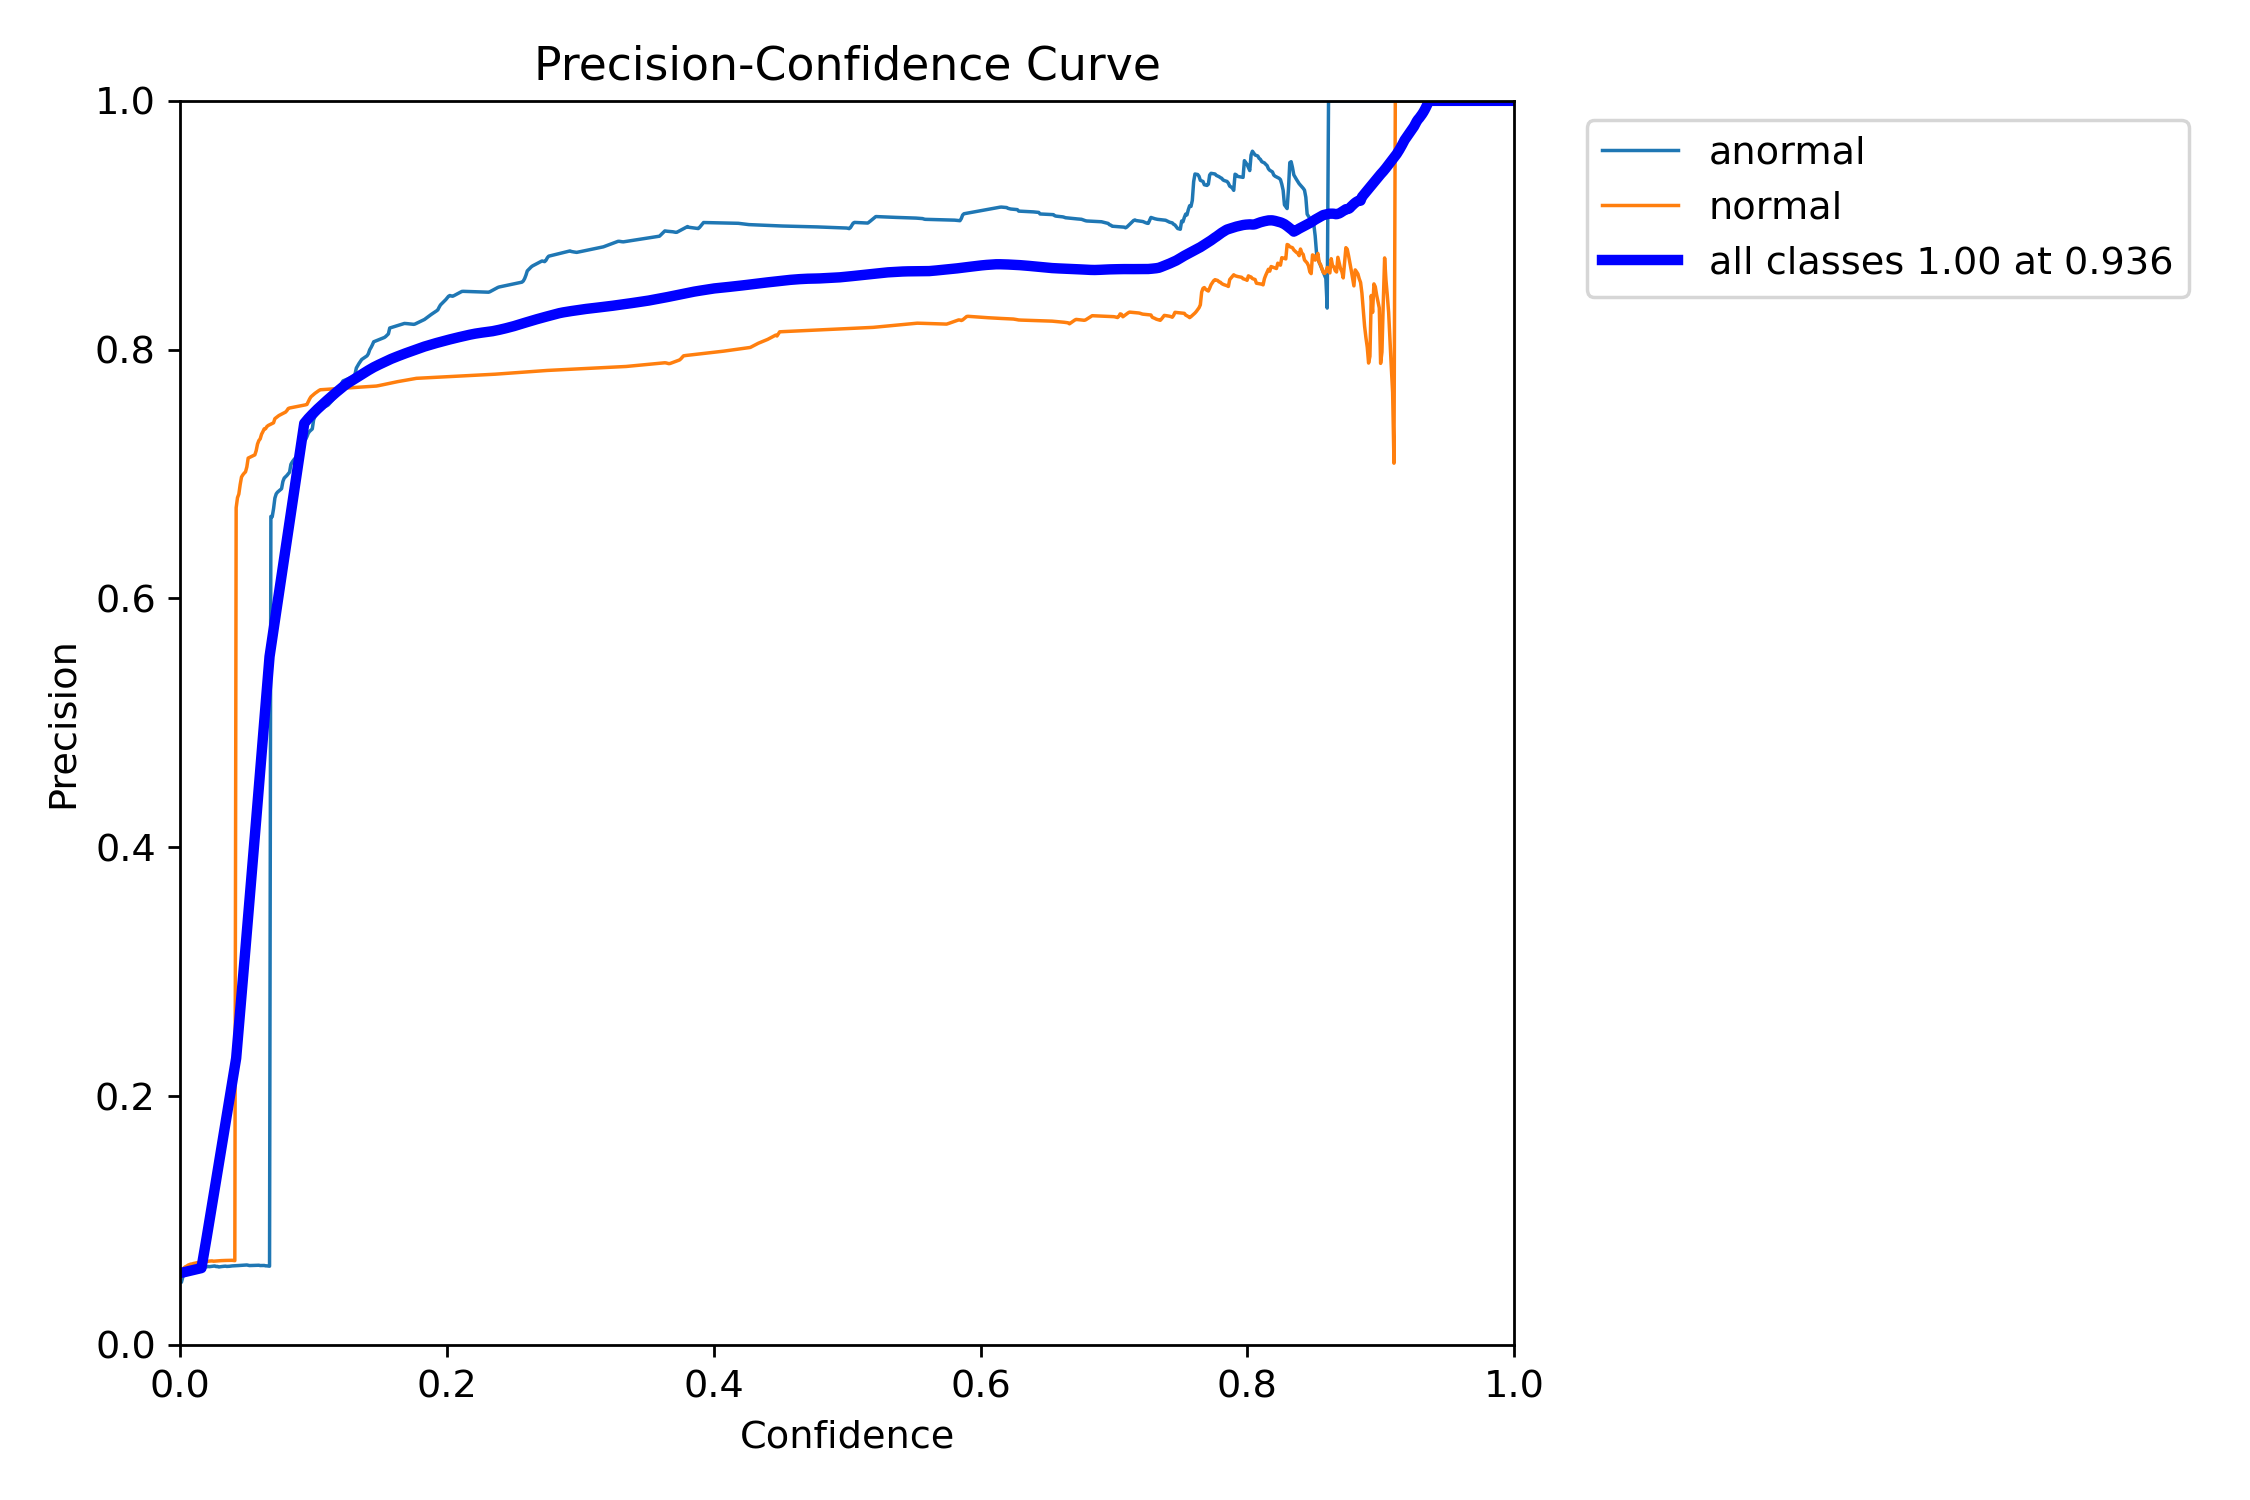 Precision-Confidence Curve
1.0
0.8
0.6
0.4
0.2
0.0
Precision
0.0 0.2 0.4 0.6 0.8 1.0
Confidence
anormal
normal
all classes 1.00 at 0.936